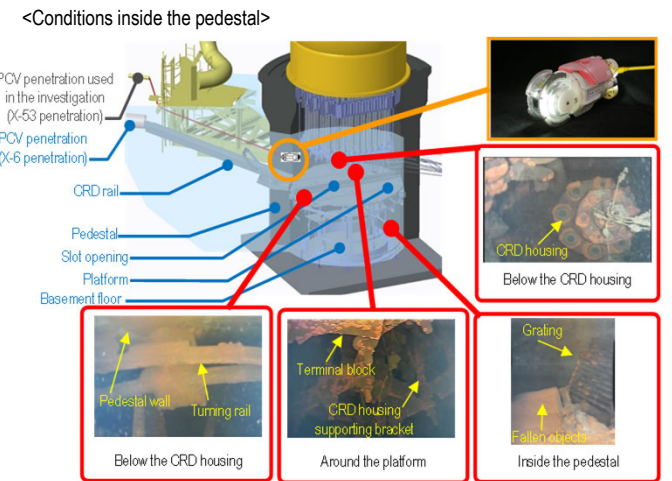 <Conditions inside the pedestal>
PCV penetration used
in the investigation
(X-53 penetration)
PCV penetration
(X-6 penetration)
CRD rail
Pedestal
Slot opening
Platform
Basement floor
CRD housing
Below the CRD housing
Pedestal wall
Turning rail
Below the CRD housing
Terminal block
CRD housing
supporting bracket
Around the platform
Grating
Fallen objects
Inside the pedestal